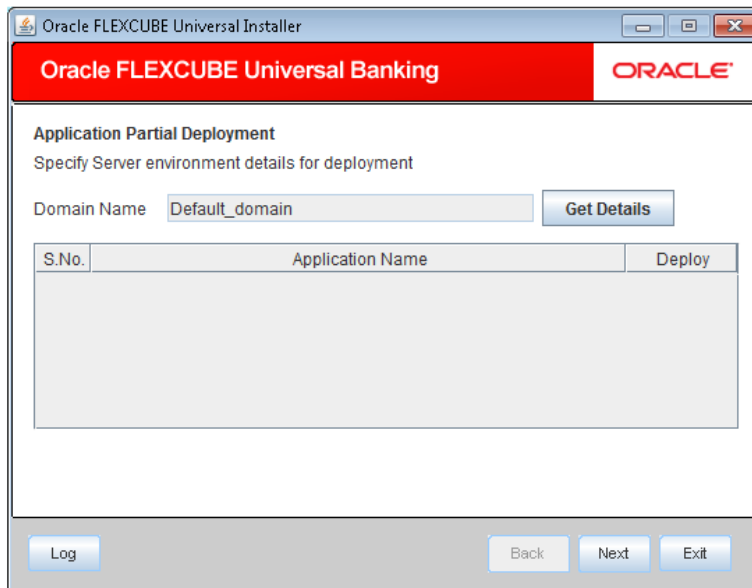 Oracle FLEXCUBE Universal Installer
Oracle FLEXCUBE Universal Banking
ORACLE
Application Partial Deployment
Specify Server environment details for deployment
Domain Name Default_domain Get Details
S.No. Application Name Deploy
Log Back Next Exit